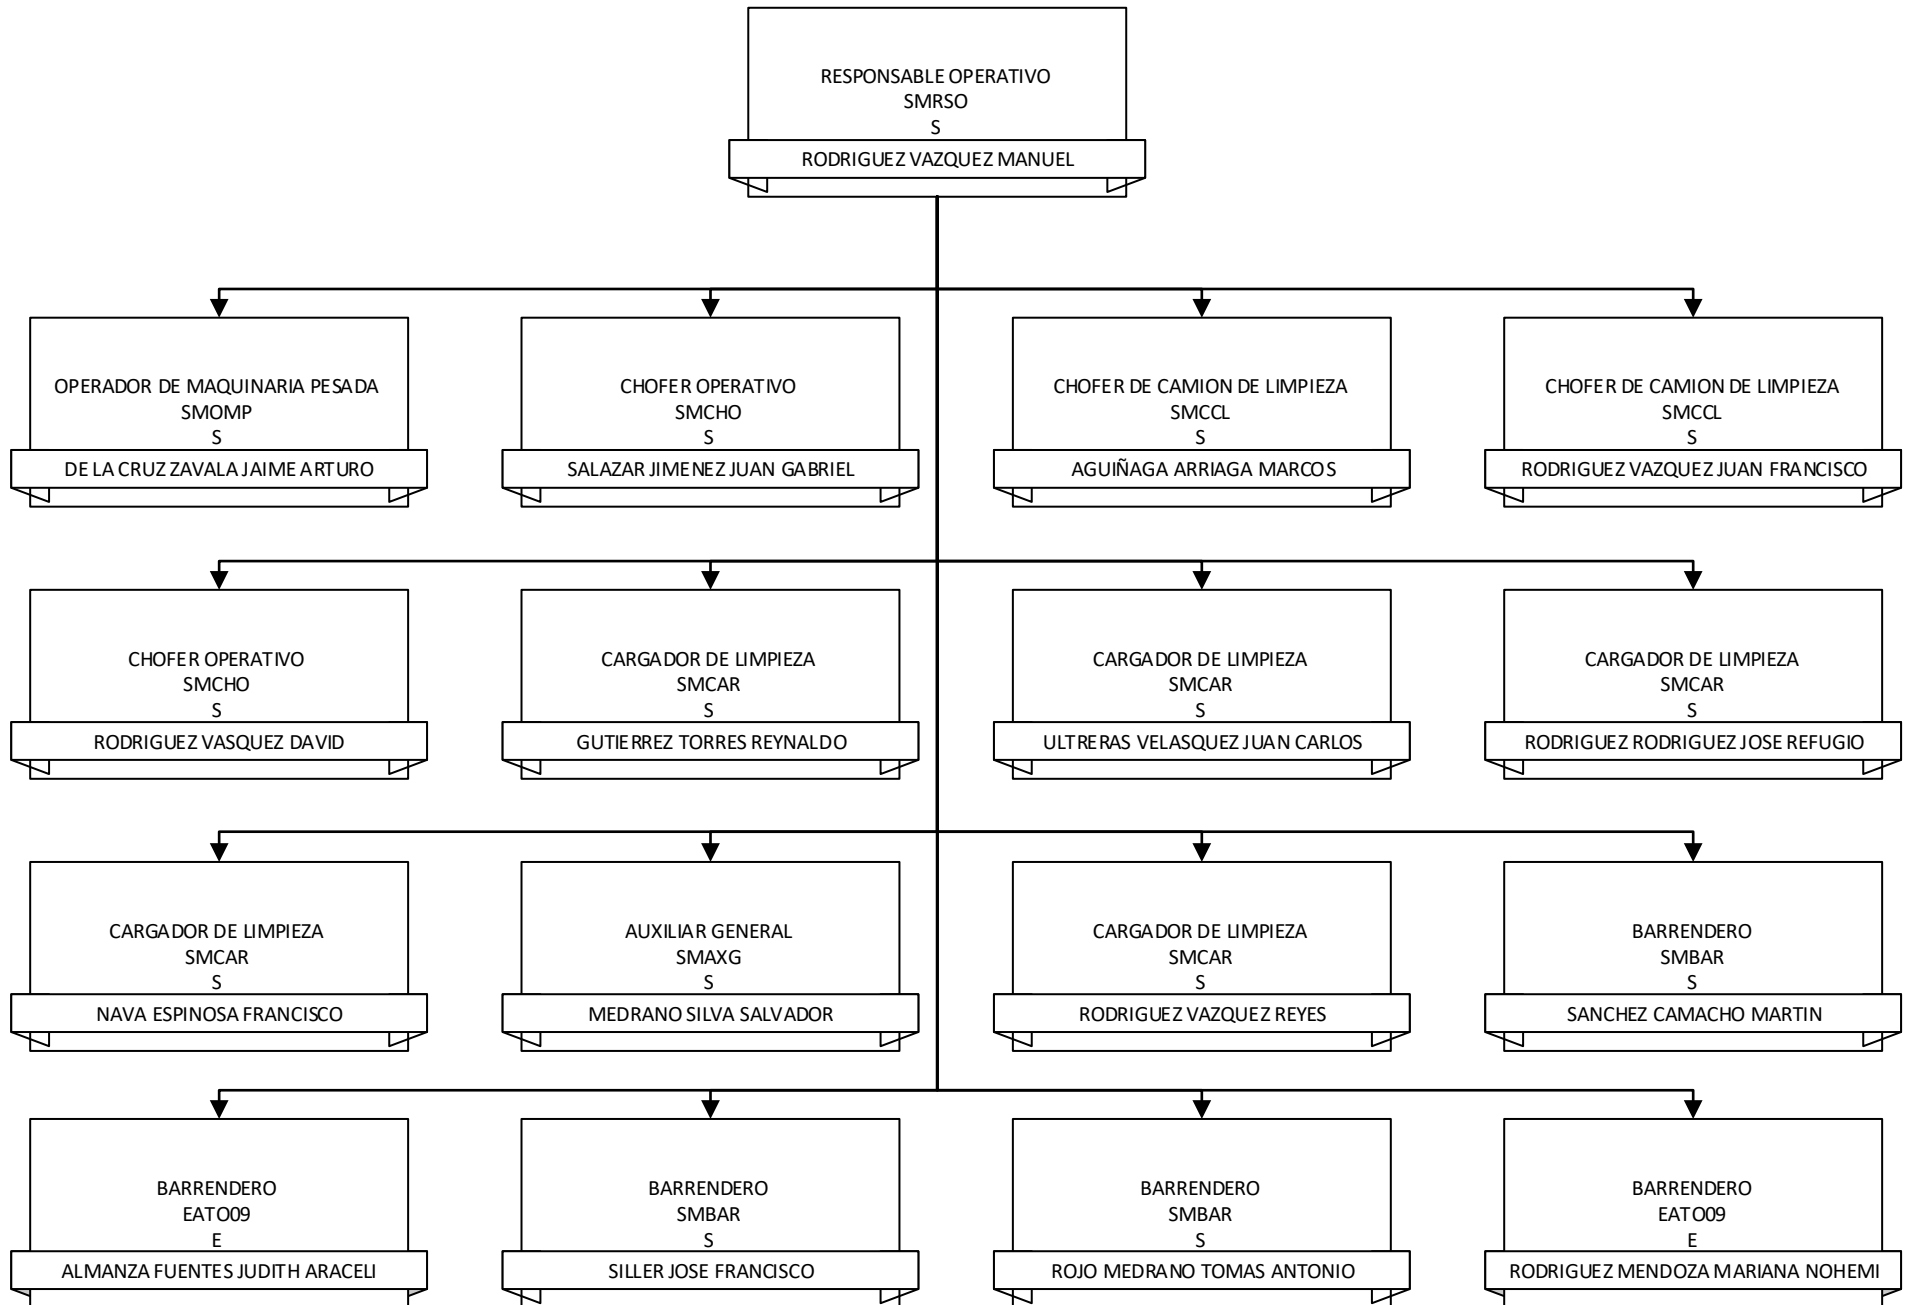 RESPONSABLE OPERATIVO
SMRSO
S
RODRIGUEZ VAZQUEZ MANUEL
OPERADOR DE MAQUINARIA PESADA
SMOMP
S
DE LA CRUZ ZAVALA JAIME ARTURO
CHOFER OPERATIVO
SMCHO
S
SALAZAR JIMENEZ JUAN GABRIEL
CHOFER DE CAMION DE LIMPIEZA
SMCCL
S
AGUIÑAGA ARRIAGA MARCOS
CHOFER DE CAMION DE LIMPIEZA
SMCCL
S
RODRIGUEZ VAZQUEZ JUAN FRANCISCO
CHOFER OPERATIVO
SMCHO
S
RODRIGUEZ VASQUEZ DAVID
CARGADOR DE LIMPIEZA
SMCAR
S
GUTIERREZ TORRES REYNALDO
CARGADOR DE LIMPIEZA
SMCAR
S
ULTRERAS VELASQUEZ JUAN CARLOS
CARGADOR DE LIMPIEZA
SMCAR
S
RODRIGUEZ RODRIGUEZ JOSE REFUGIO
CARGADOR DE LIMPIEZA
SMCAR
S
NAVA ESPINOSA FRANCISCO
AUXILIAR GENERAL
SMAXG
S
MEDRANO SILVA SALVADOR
CARGADOR DE LIMPIEZA
SMCAR
S
RODRIGUEZ VAZQUEZ REYES
BARRENDERO
SMBAR
S
SANCHEZ CAMACHO MARTIN
BARRENDERO
EATO09
E
ALMANZA FUENTES JUDITH ARACELI
BARRENDERO
SMBAR
S
SILLER JOSE FRANCISCO
BARRENDERO
SMBAR
S
ROJO MEDRANO TOMAS ANTONIO
BARRENDERO
EATO09
E
RODRIGUEZ MENDOZA MARIANA NOHEMI